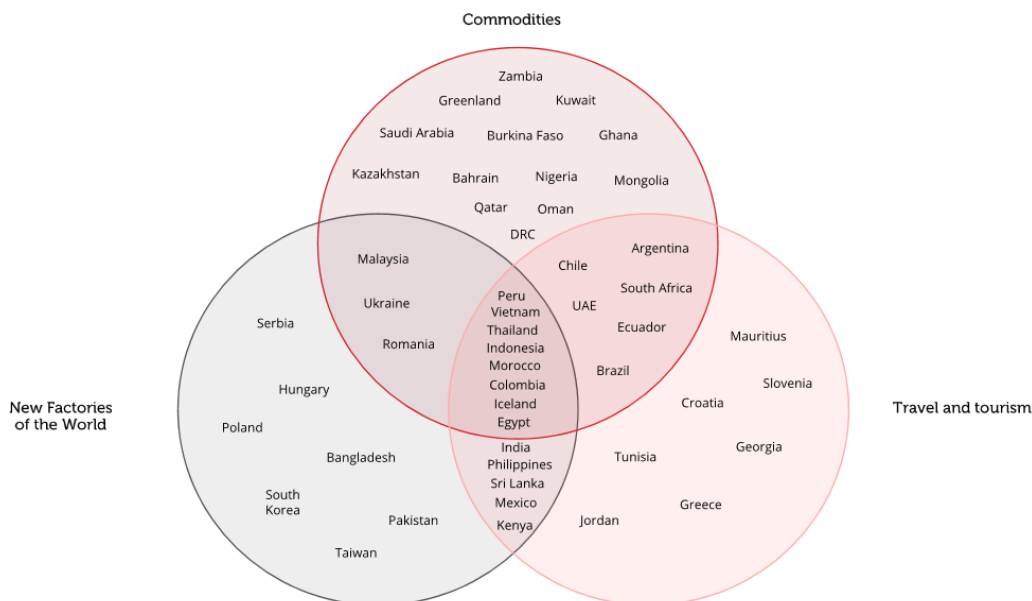 Commodities
Zambia
Greenland
Kuwait
Saudi Arabia
Burkina Faso
Ghana
Kazakhstan
Bahrain
Nigeria
Mongolia
Qatar
Oman
DRC
Argentina
Malaysia
Chile
South Africa
Peru
Ukraine
UAE
Vietnam
Serbia
Thailand
Ecuador
Mauritius
Romania
Indonesia
Morocco
Brazil
Colombia
Slovenia
Hungary
Iceland
Croatia
New Factories
of the World
Travel and tourism
Egypt
Poland
India
Georgia
Bangladesh
Philippines
Tunisia
Sri Lanka
South
Korea
Mexico
Greece
Pakistan
Kenya
Jordan
Taiwan